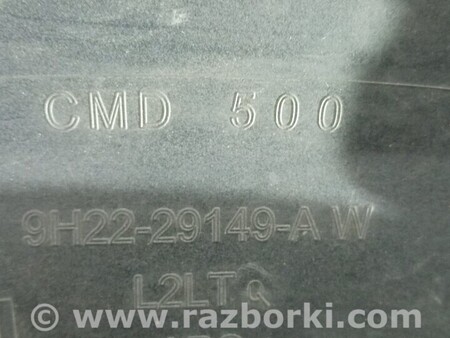 CMD 500
9H22-29149-A W
L2LT
© www.razborki.com